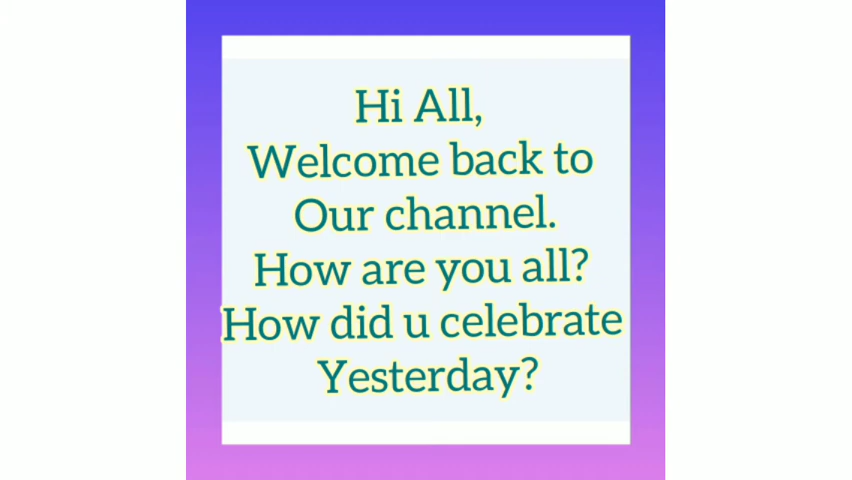 Hi All,
Welcome back to
Our channel.
How are you all?
How did u celebrate
Yesterday?